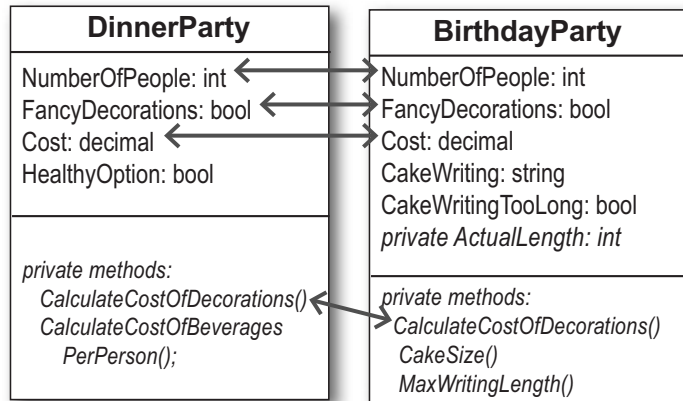 DinnerParty
NumberOfPeople: int
FancyDecorations: bool
Cost: decimal
HealthyOption: bool
private methods:
CalculateCostOfDecorations()
CalculateCostOfBeverages
PerPerson();
BirthdayParty
NumberOfPeople: int
FancyDecorations: bool
Cost: decimal
CakeWriting: string
CakeWritingTooLong: bool
private ActualLength: int
private methods:
CalculateCostOfDecorations()
CakeSize()
MaxWritingLength()